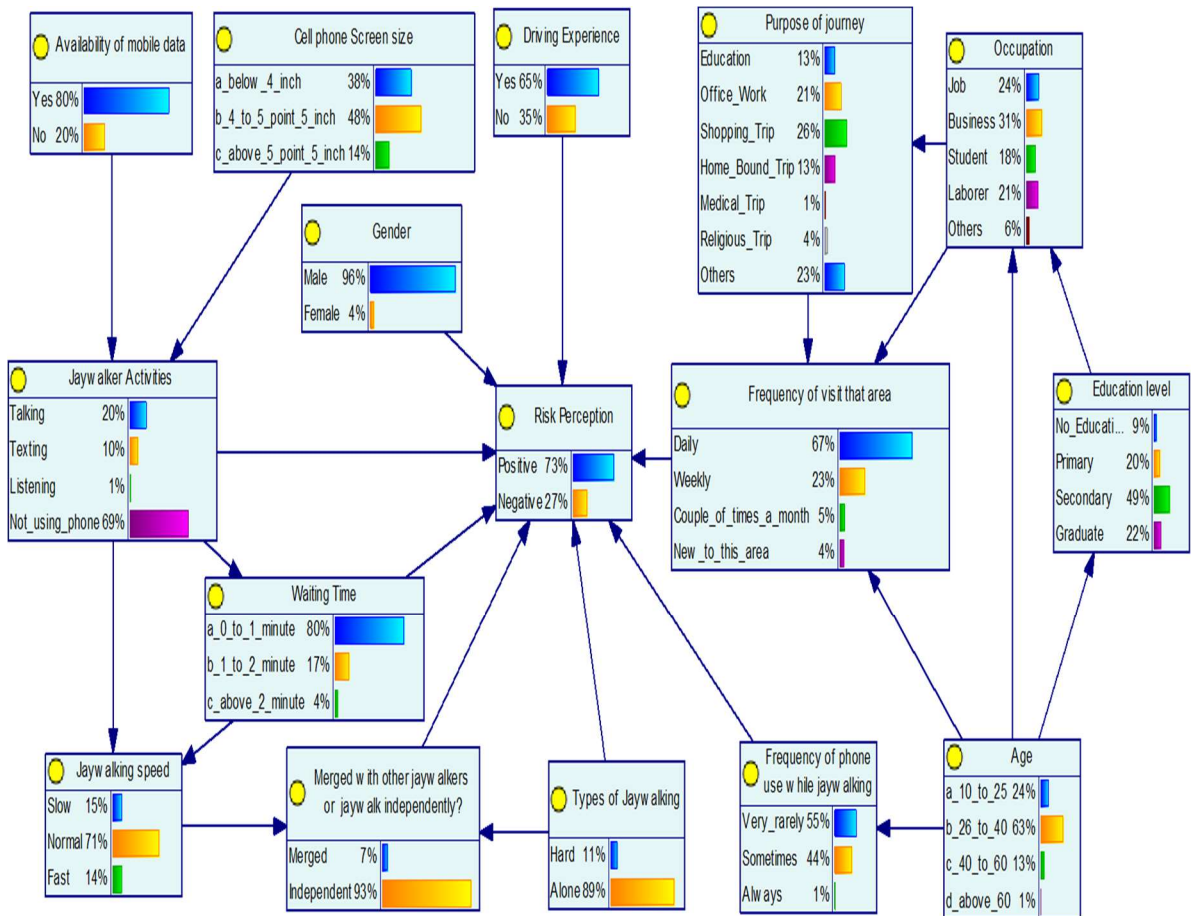 Availability of mobile data
Yes 80%
No 20%
Cell phone Screen size
a_below_4_inch 38%
b_4_to_5_point_5_inch 48%
c_above_5_point_5_inch 14%
Driving Experience
Yes 65%
No 35%
Purpose of journey
Education 13%
Office_Work 21%
Shopping_Trip 26%
Home_Bound_Trip 13%
Medical_Trip 1%
Religious_Trip 4%
Others 23%
Occupation
Job 24%
Business 31%
Student 18%
Laborer 21%
Others 6%
Gender
Male 96%
Female 4%
Jaywalker Activities
Talking 20%
Texting 10%
Listening 1%
Not_using_phone 69%
Risk Perception
Positive 73%
Negative 27%
Frequency of visit that area
Daily 67%
Weekly 23%
Couple_of_times_a_month 5%
New_to_this_area 4%
Education level
No_Educati... 9%
Primary 20%
Secondary 49%
Graduate 22%
Waiting Time
a_0_to_1_minute 80%
b_1_to_2_minute 17%
c_above_2_minute 4%
Jaywalking speed
Slow 15%
Normal 71%
Fast 14%
Merged with other jaywalkers
or jaywalk independently?
Merged 7%
Independent 93%
Types of Jaywalking
Hard 11%
Alone 89%
Frequency of phone
use while jaywalking
Very_rarely 55%
Sometimes 44%
Always 1%
Age
a_10_to_25 24%
b_26_to_40 63%
c_40_to_60 13%
d_above_60 1%